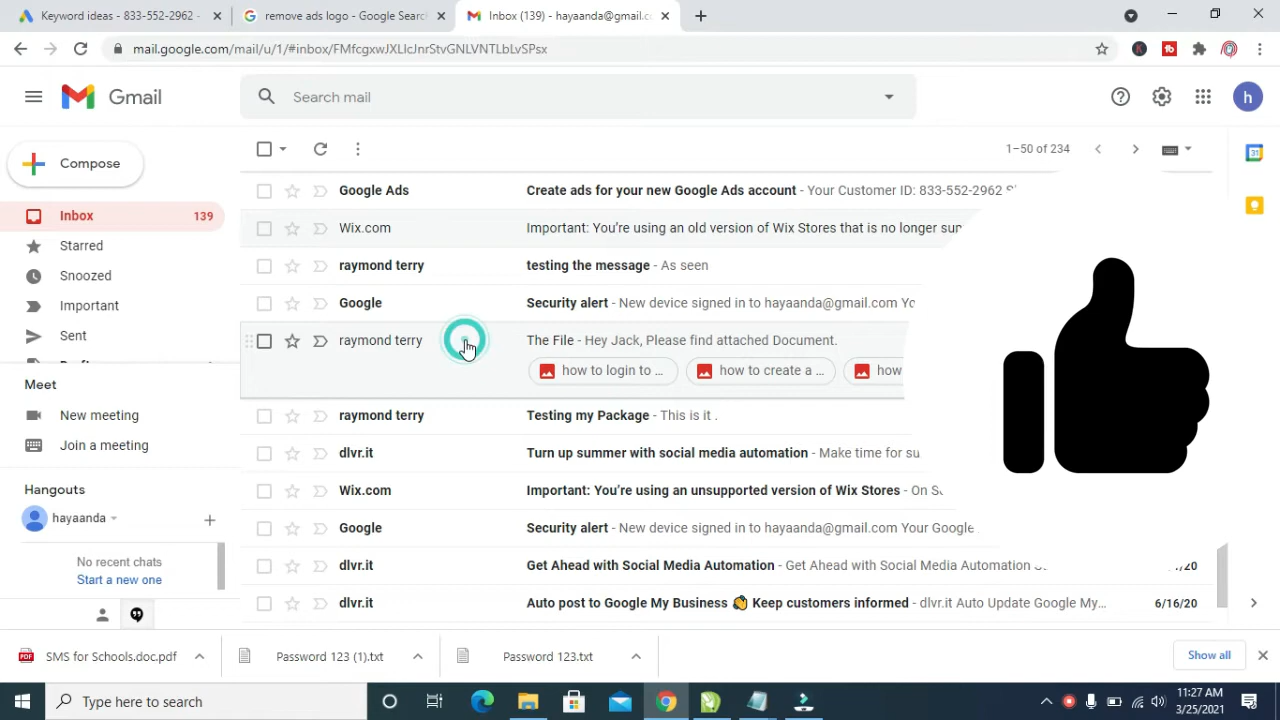 Keyword ideas - 833-552-2962 -
remove ads logo - Google Searc
Inbox (139) - hayaanda@gmail.co
mail.google.com/mail/u/1/#inbox/FMfcgxwJXLlcJnrStvGNLVNTLbLvSPsx
Gmail
Search mail
h
Compose
1–50 of 234
31
Inbox 139
Starred
Snoozed
Important
Sent
Google Ads Create ads for your new Google Ads account - Your Customer ID: 833-552-2962
Wix.com Important: You're using an old version of Wix Stores that is no longer
raymond terry testing the message - As seen
Google Security alert - New device signed in to hayaanda@gmail.com
raymond terry The File - Hey Jack, Please find attached Document.
how to login to ... how to create a ... how
raymond terry Testing my Package - This is it .
dlvr.it Turn up summer with social media automation - Make time for
Wix.com Important: You're using an unsupported version of Wix Stores - On
Google Security alert - New device signed in to hayaanda@gmail.com Your Google
dlvr.it Get Ahead with Social Media Automation - Get Ahead with Social Media Automation
dlvr.it Auto post to Google My Business 👏 Keep customers informed - dlvr.it Auto Update Google My... 6/16/20
Meet
New meeting
Join a meeting
Hangouts
hayaanda
No recent chats
Start a new one
PDF SMS for Schools.doc.pdf
Password 123 (1).txt
Password 123.txt
Show all
Type here to search
11:27 AM
3/25/2021